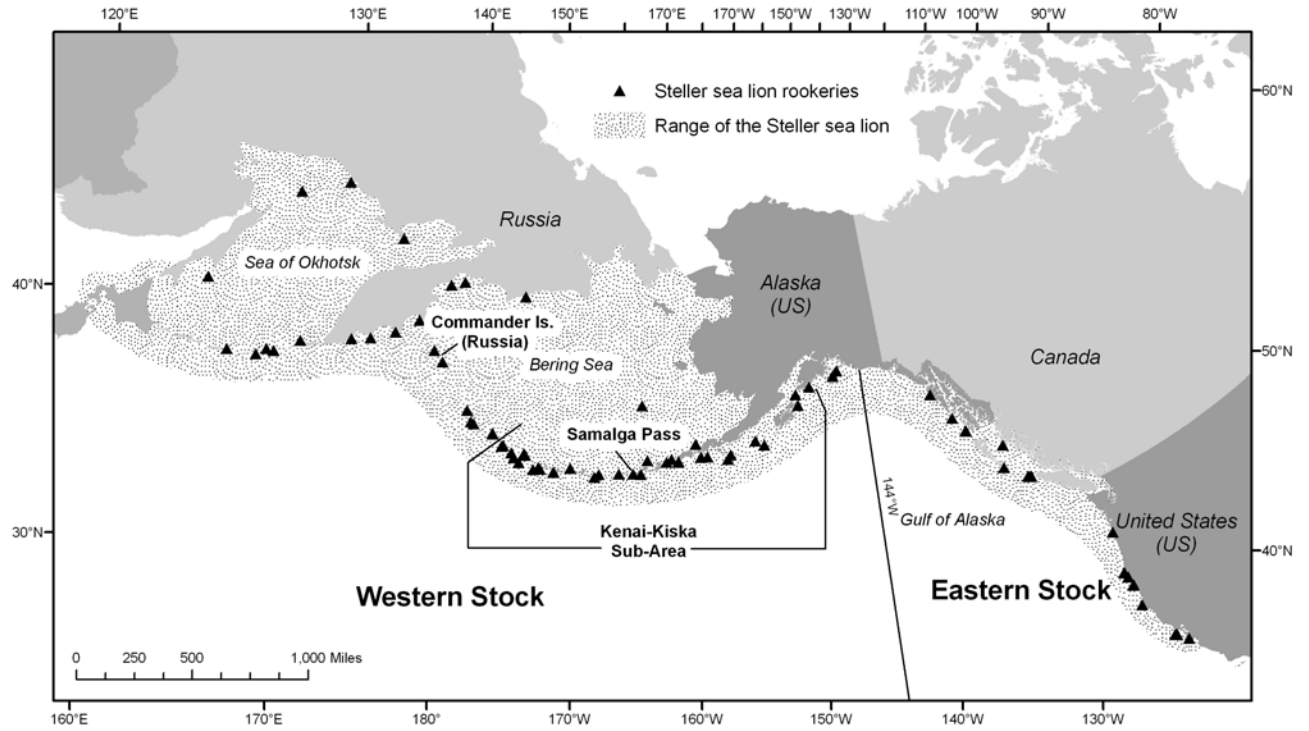 120°E 130°E 140°E 150°E 170°E 170°W 150°W 130°W 110°W 100°W 90°W 80°W
Steller sea lion rookeries
60°N
Range of the Steller sea lion
Russia
Sea of Okhotsk
40°N
Alaska
(US)
Commander Is.
(Russia)
Bering Sea
Canada
50°N
Samalga Pass
144°W
Gulf of Alaska
United States
(US)
30°N
Kenai-Kiska
Sub-Area
40°N
Western Stock
Eastern Stock
0 250 500 1,000 Miles
160°E 170°E 180° 170°W 160°W 150°W 140°W 130°W